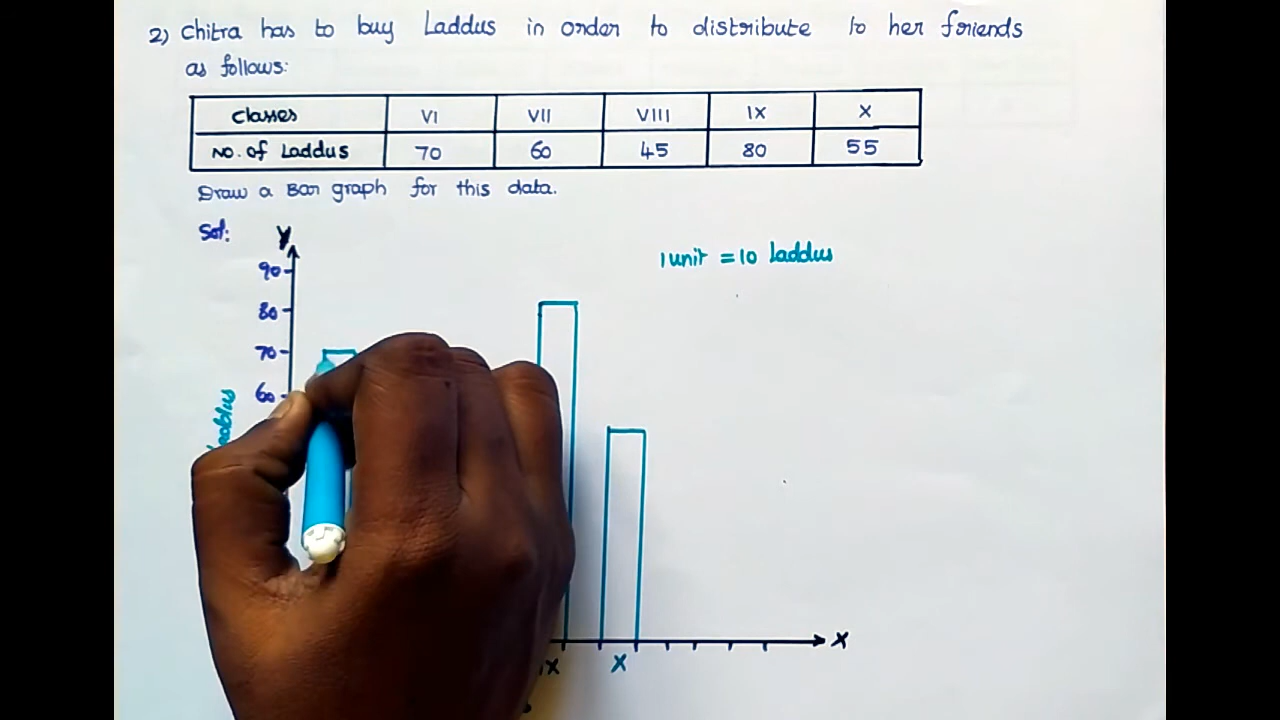 2) Chitra has to buy Laddus in order to distribute to her friends
as follows:
Classes VI VII VIII IX X
No. of Laddus 70 60 45 80 55
Draw a Bar graph for this data.
Sol:
Y
1 unit = 10 laddus
90
80
70
60
X
IX X